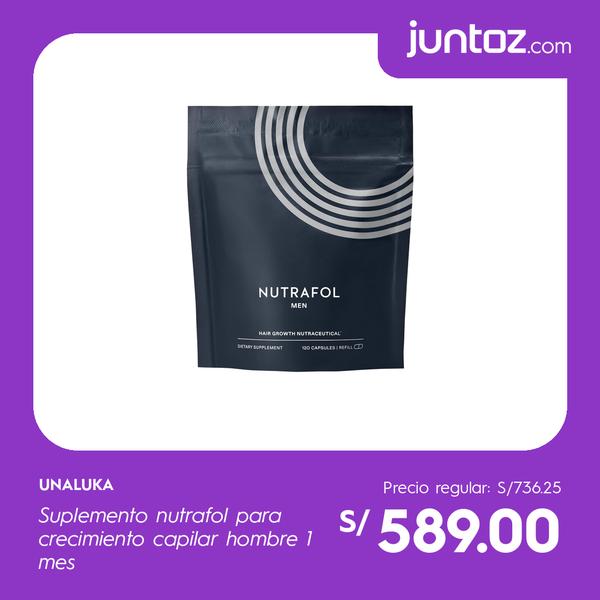 juntoz.com
NUTRAFOL
MEN
HAIR GROWTH NUTRACEUTICAL
DIETARY SUPPLEMENT 120 CAPSULES | REFILL
UNALUKA
Suplemento nutrafol para
crecimiento capilar hombre 1
mes
Precio regular: S/736.25
S/ 589.00